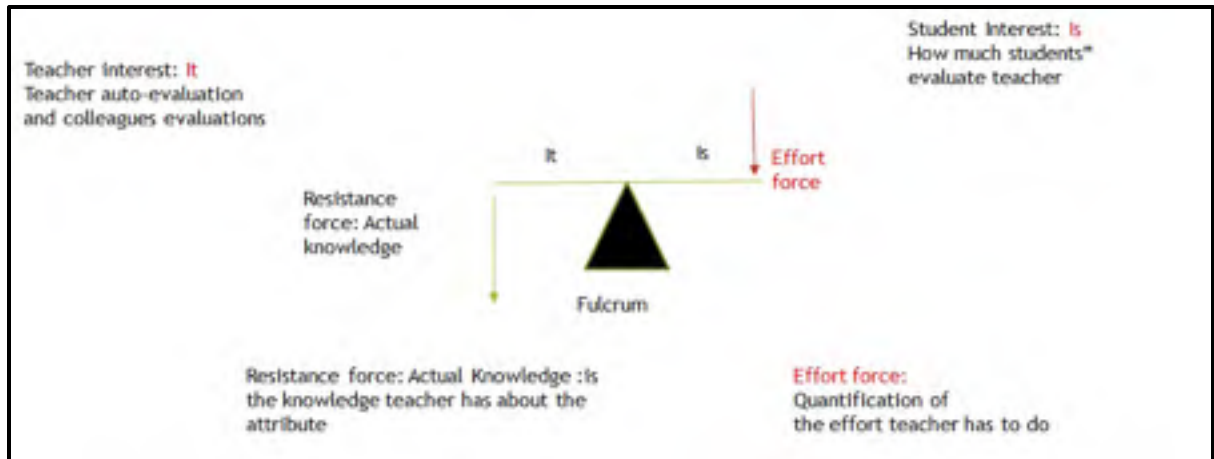 Student Interest: Is
How much students"
evaluate teacher
Teacher interest: It
Teacher auto-evaluation
and colleagues evaluations
It
Is
Effort
force
Resistance
force: Actual
knowledge
Fulcrum
Resistance force: Actual Knowledge :is
the knowledge teacher has about the
attribute
Effort force:
Quantification of
the effort teacher has to do